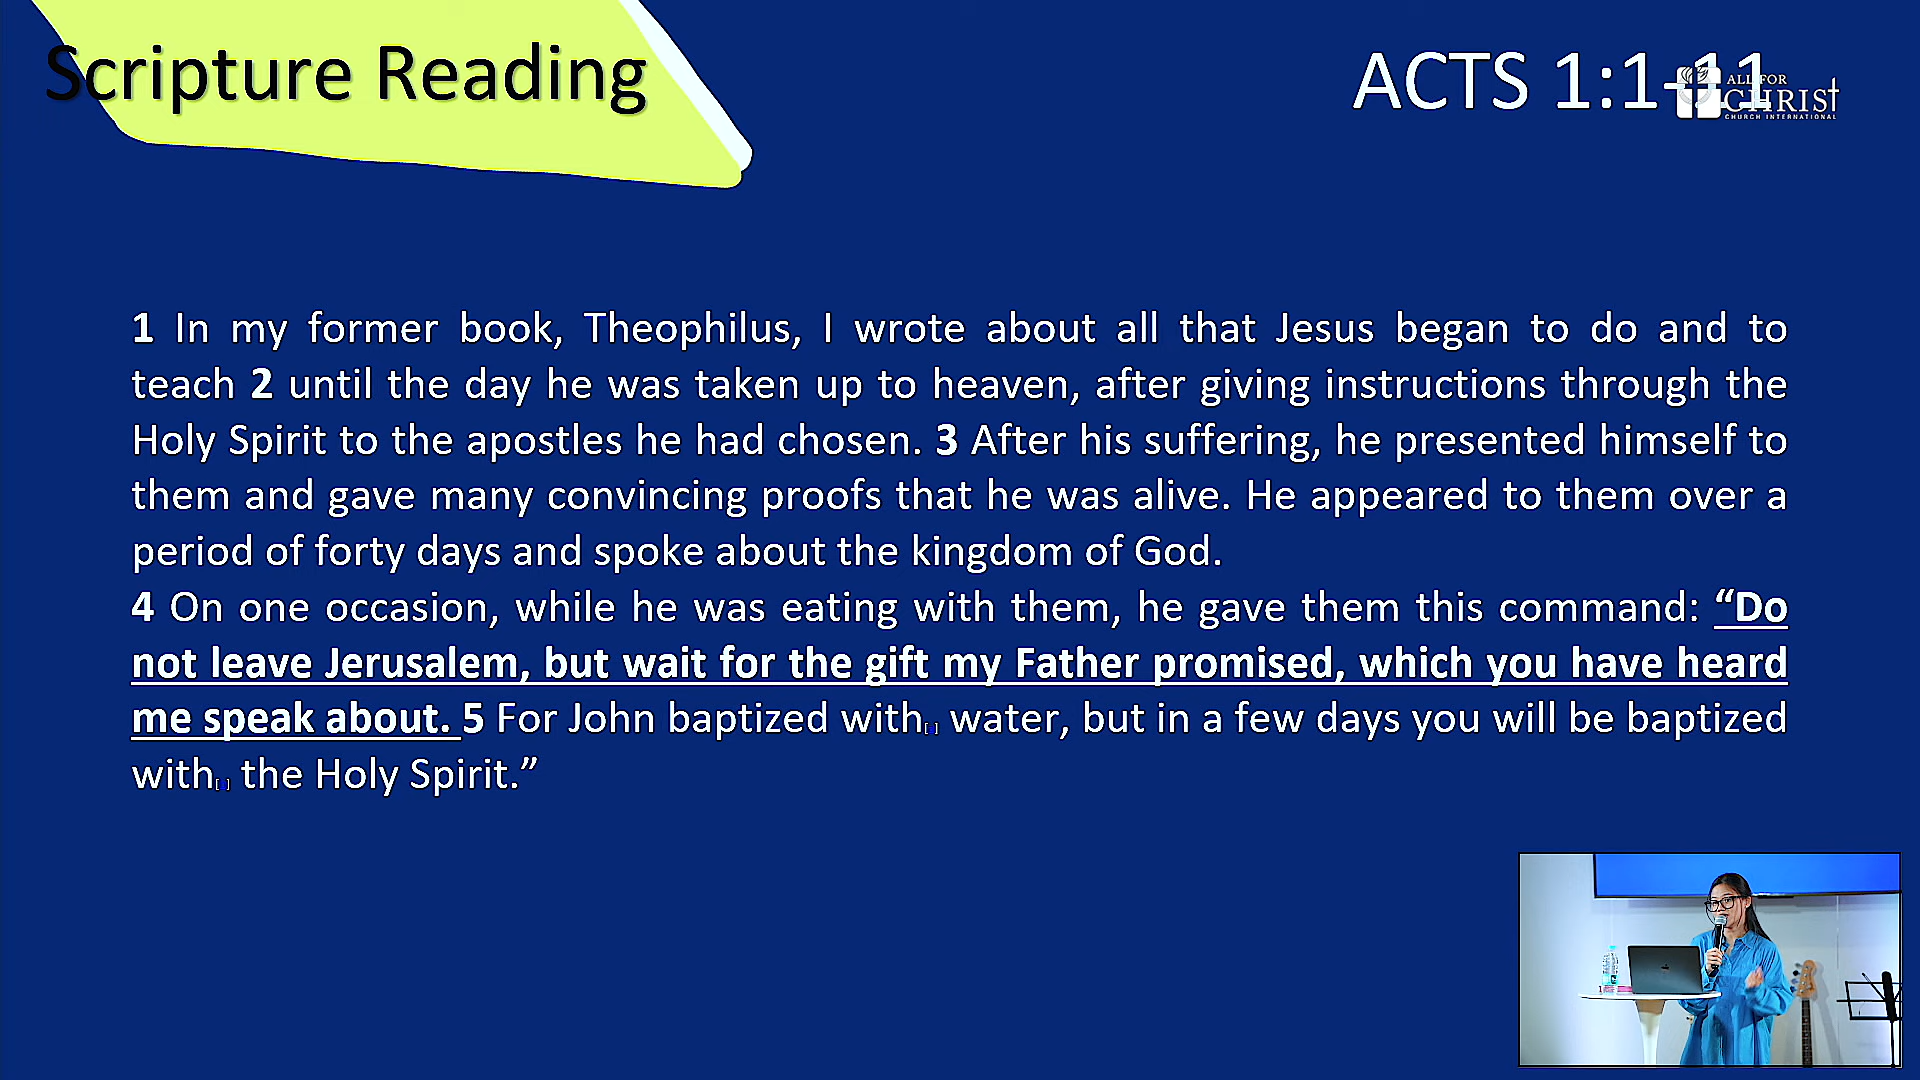 Scripture Reading
ACTS 1:1-11
ALL FOR
CHRIST
CHURCH INTERNATIONAL
1 In my former book, Theophilus, I wrote about all that Jesus began to do and to
teach 2 until the day he was taken up to heaven, after giving instructions through the
Holy Spirit to the apostles he had chosen. 3 After his suffering, he presented himself to
them and gave many convincing proofs that he was alive. He appeared to them over a
period of forty days and spoke about the kingdom of God.
4 On one occasion, while he was eating with them, he gave them this command: “Do
not leave Jerusalem, but wait for the gift my Father promised, which you have heard
me speak about. 5 For John baptized with[ ] water, but in a few days you will be baptized
with[ ] the Holy Spirit.”